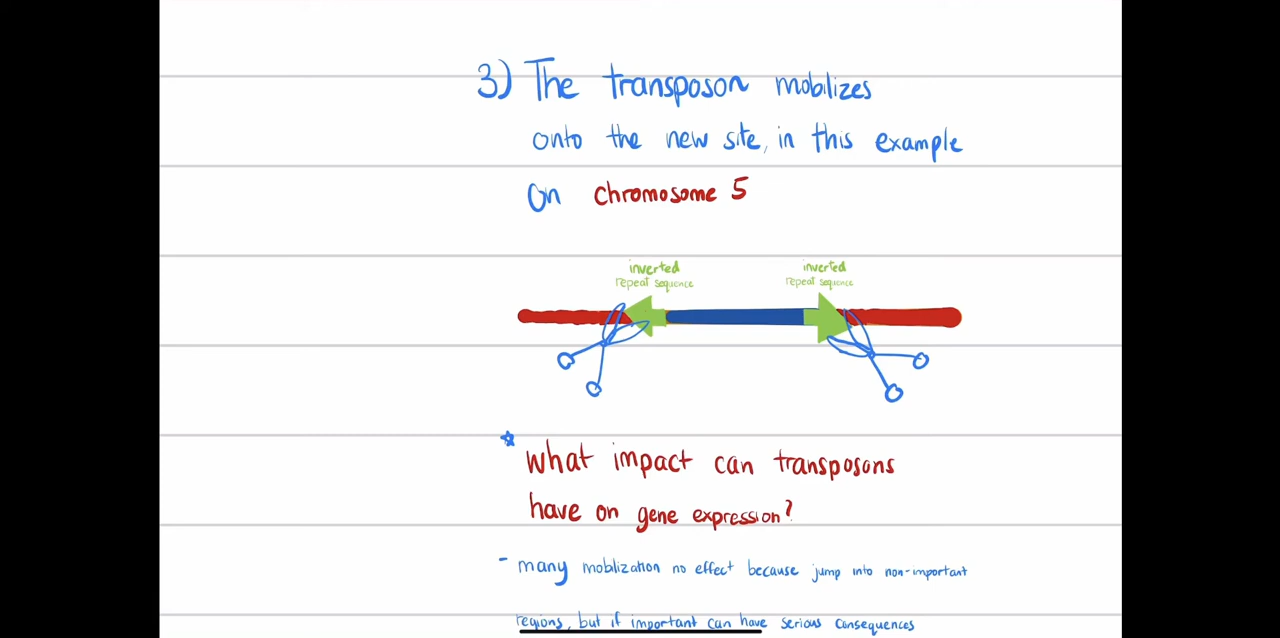 3) The transposon mobilizes
onto the new site, in this example
on chromosome 5
inverted
repeat sequence
inverted
repeat sequence
* What impact can transposons
have on gene expression?
- many mobilization no effect because jump into non-important
regions, but if important can have serious consequences